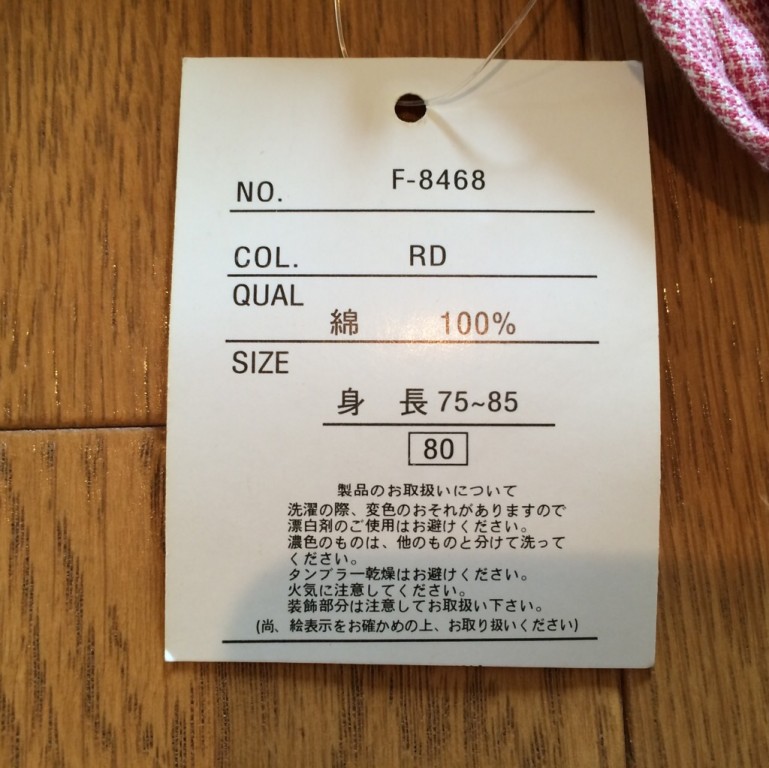 NO. F-8468
COL. RD
QUAL
綿 100%
SIZE
身 長 75~85
80
製品のお取扱いについて
洗濯の際、変色のおそれがありますので
漂白剤のご使用はお避けください。
濃色のものは、他のものと分けて洗って
ください。
タンブラー乾燥はお避けください。
火気に注意してください。
装飾部分は注意してお取扱い下さい。
(尚、絵表示をお確かめの上、お取り扱いください)